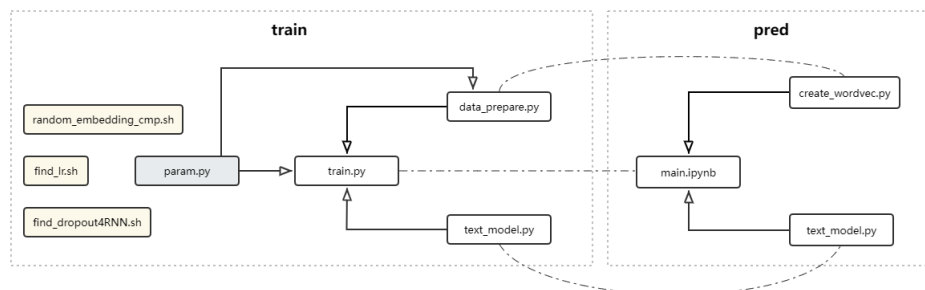 train
pred
data_prepare.py
create_wordvec.py
random_embedding_cmp.sh
find_lr.sh
param.py
train.py
main.ipynb
find_dropout4RNN.sh
text_model.py
text_model.py